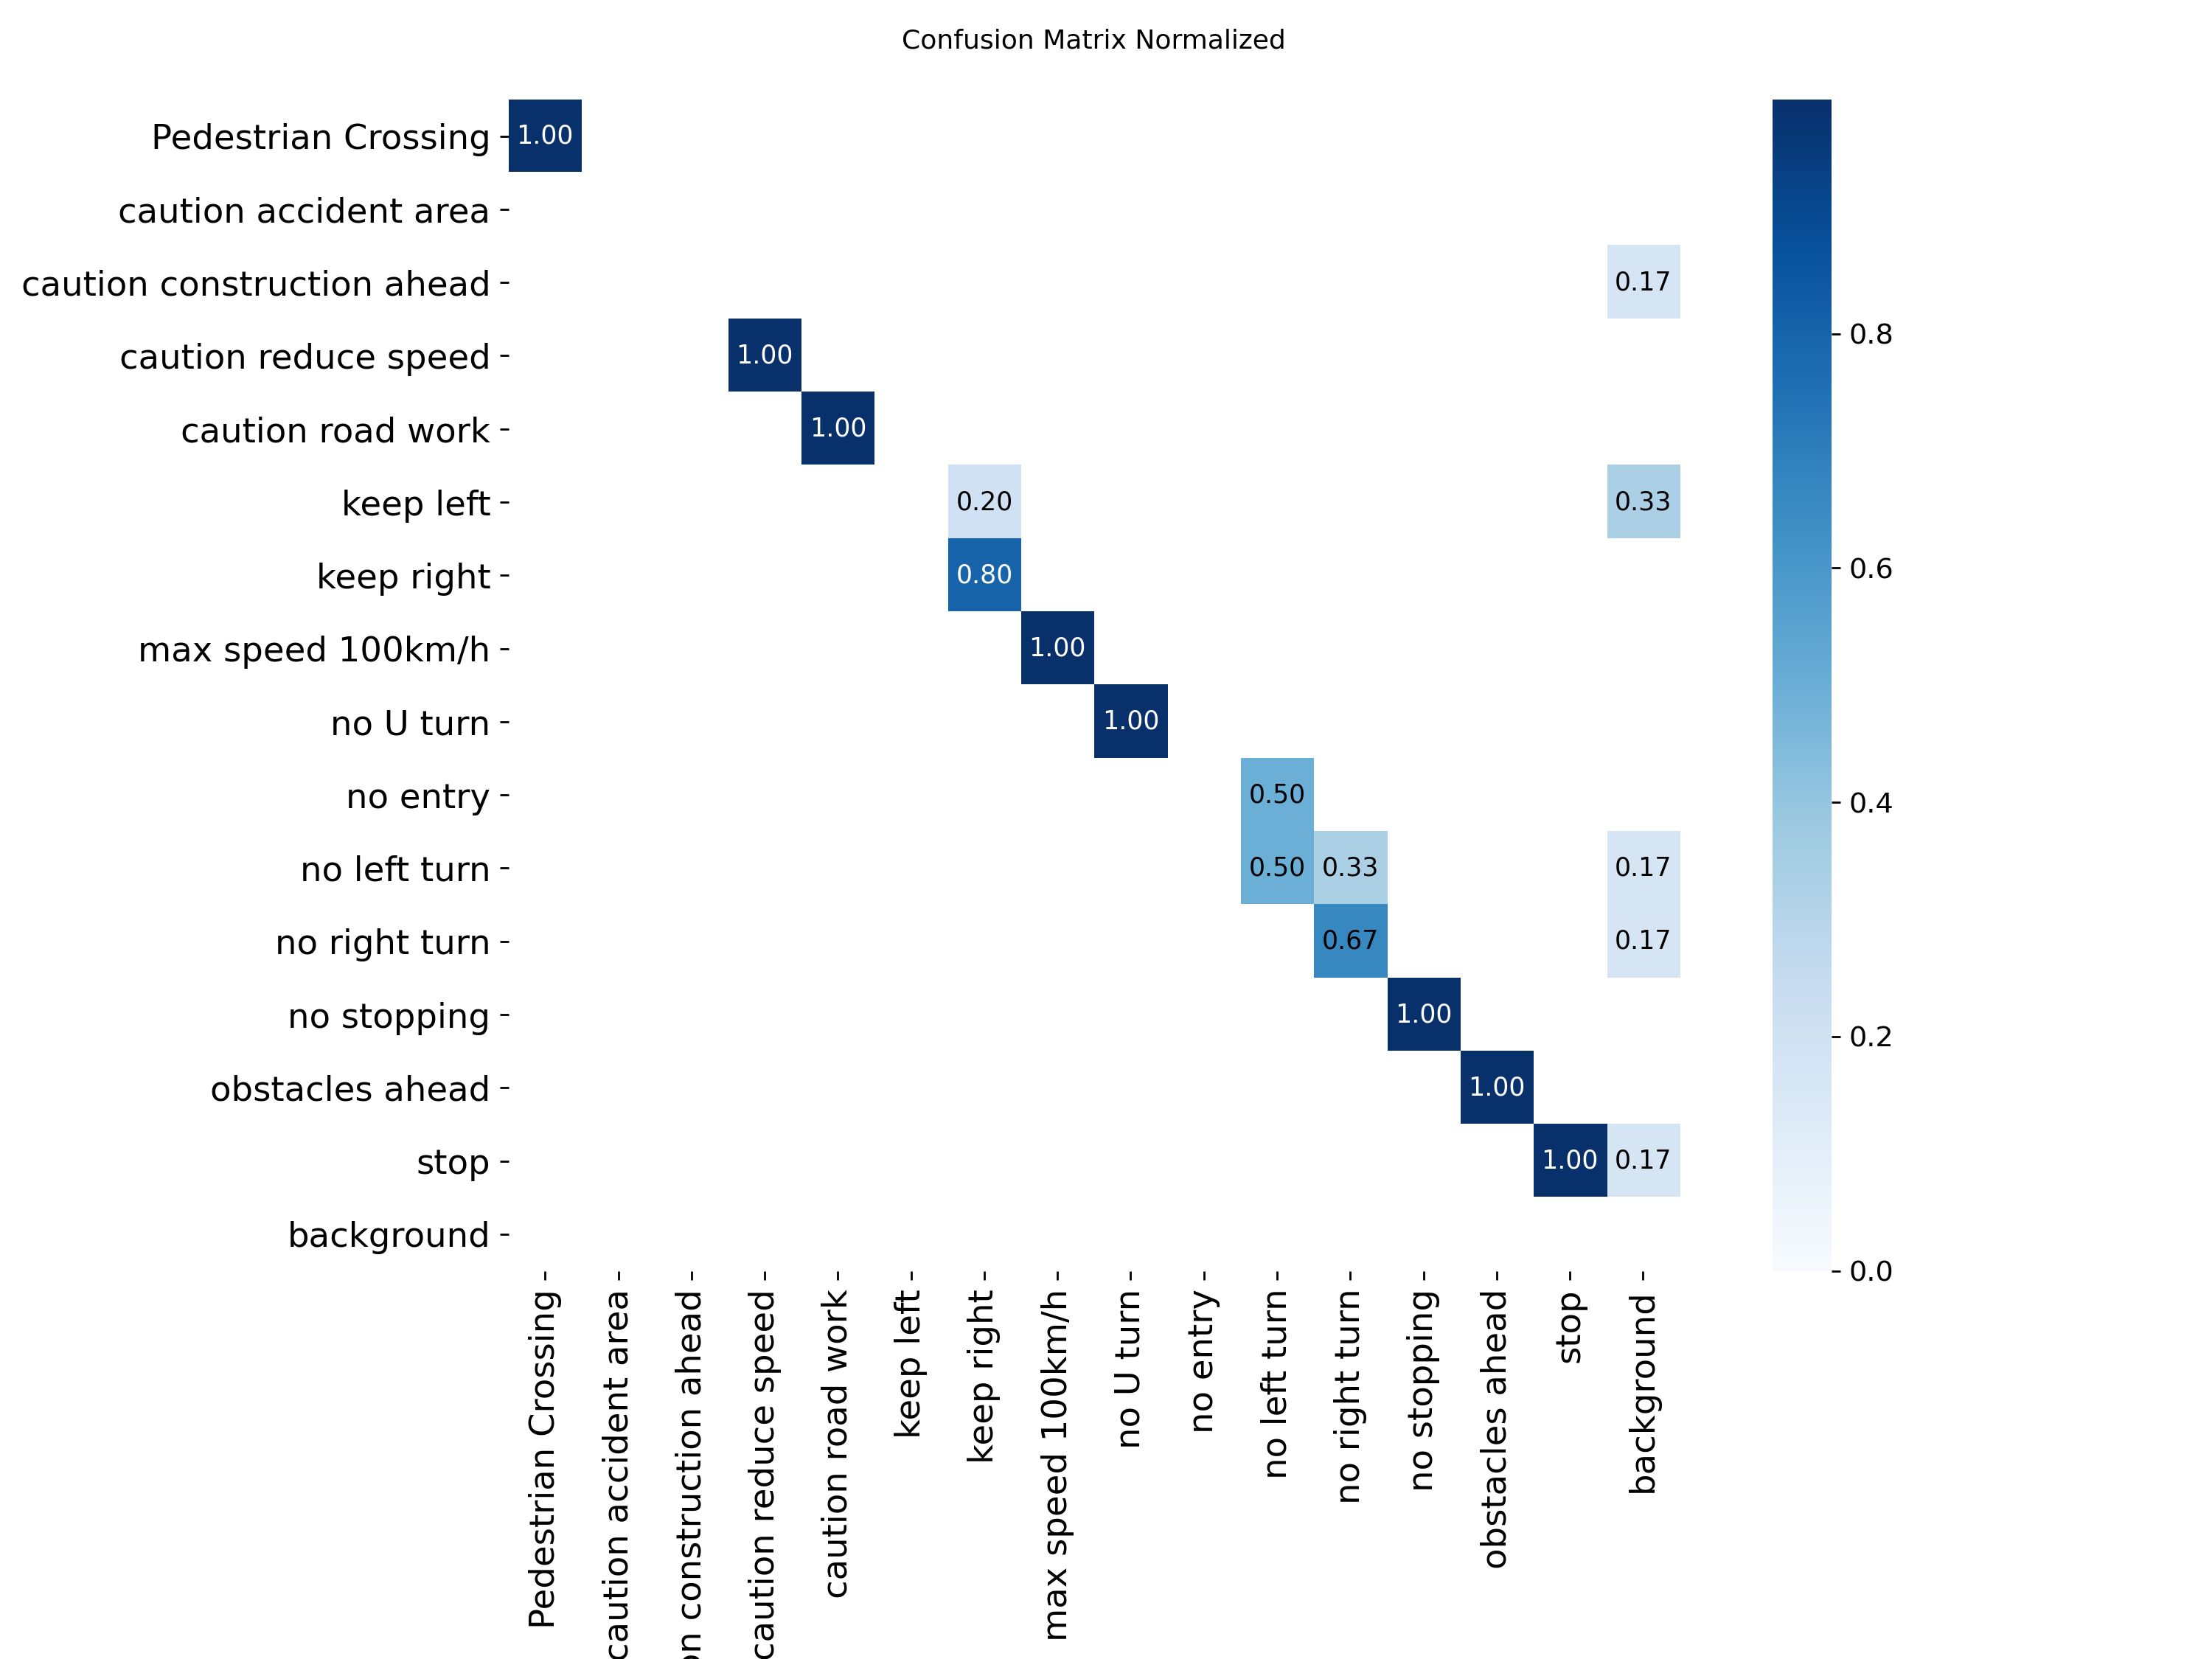 Confusion Matrix Normalized
Pedestrian Crossing 1.00
caution accident area
caution construction ahead 0.17
caution reduce speed 1.00
caution road work 1.00
keep left 0.20 0.33
keep right 0.80
max speed 100km/h 1.00
no U turn 1.00
no entry 0.50
no left turn 0.50 0.33 0.17
no right turn 0.67 0.17
no stopping 1.00
obstacles ahead 1.00
stop 1.00 0.17
background
Pedestrian Crossing
caution accident area
on construction ahead
caution reduce speed
caution road work
keep left
keep right
max speed 100km/h
no U turn
no entry
no left turn
no right turn
no stopping
obstacles ahead
stop
background
0.8
0.6
0.4
0.2
0.0